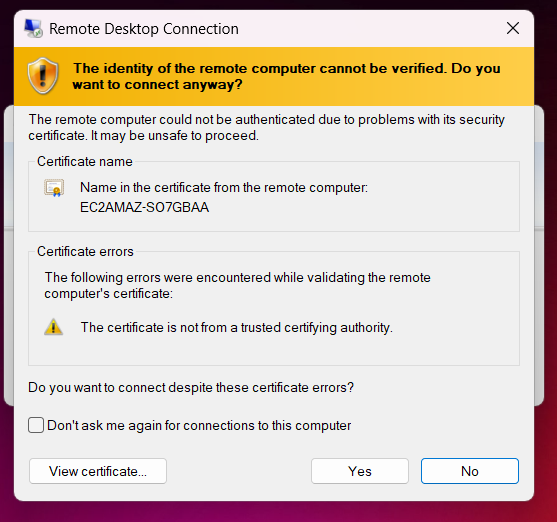 Remote Desktop Connection
The identity of the remote computer cannot be verified. Do you
want to connect anyway?
The remote computer could not be authenticated due to problems with its security
certificate. It may be unsafe to proceed.
Certificate name
Name in the certificate from the remote computer:
EC2AMAZ-SO7GBAA
Certificate errors
The following errors were encountered while validating the remote
computer's certificate:
The certificate is not from a trusted certifying authority.
Do you want to connect despite these certificate errors?
Don't ask me again for connections to this computer
View certificate...
Yes
No